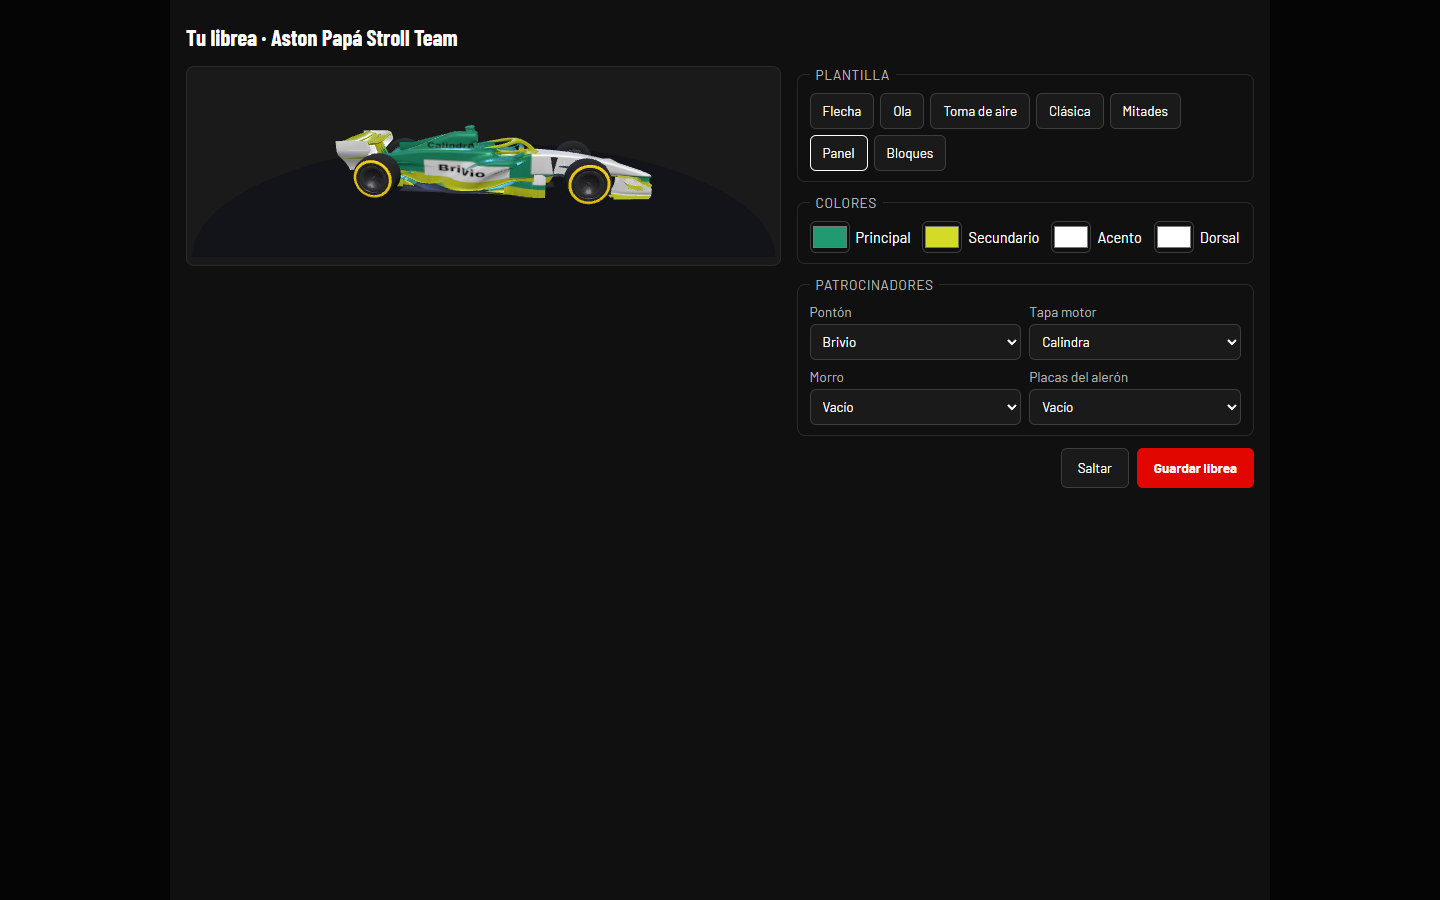 Tu librea · Aston Papá Stroll Team
Calindra
Brivio
PLANTILLA
Flecha Ola Toma de aire Clásica Mitades
Panel Bloques
COLORES
Principal Secundario Acento Dorsal
PATROCINADORES
Pontón Tapa motor
Brivio Calindra
Morro Placas del alerón
Vacío Vacío
Saltar Guardar librea